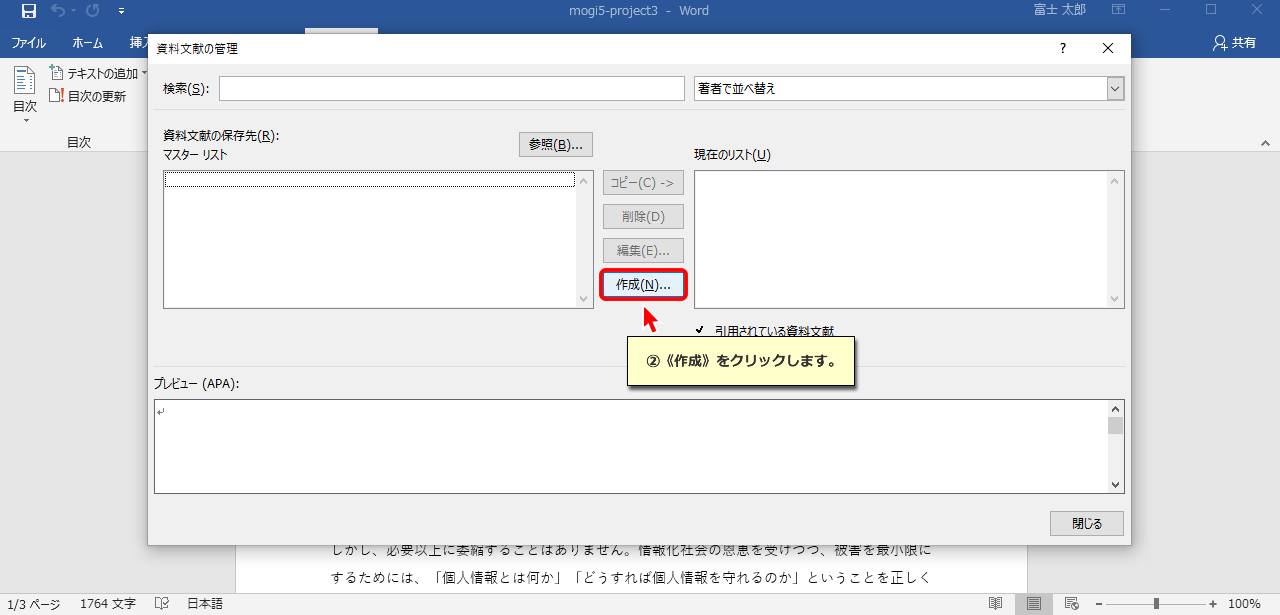 mogi5-project3 - Word
富士 太郎
ファイル
ホーム
共有
資料文献の管理
?
テキストの追加
目次の更新
目次
目次
検索(S):
著者で並べ替え
資料文献の保存先(R):
マスター リスト
参照(B)...
現在のリスト(U)
コピー(C) ->
削除(D)
編集(E)...
作成(N)...
引用されている資料文献
②《作成》をクリックします。
プレビュー (APA):
閉じる
しかし、必要以上に委縮することはありません。情報化社会の恩恵を受けつつ、被害を最小限に
するためには、「個人情報とは何か」「どうすれば個人情報を守れるのか」ということを正しく
1/3 ページ
1764 文字
日本語
100%